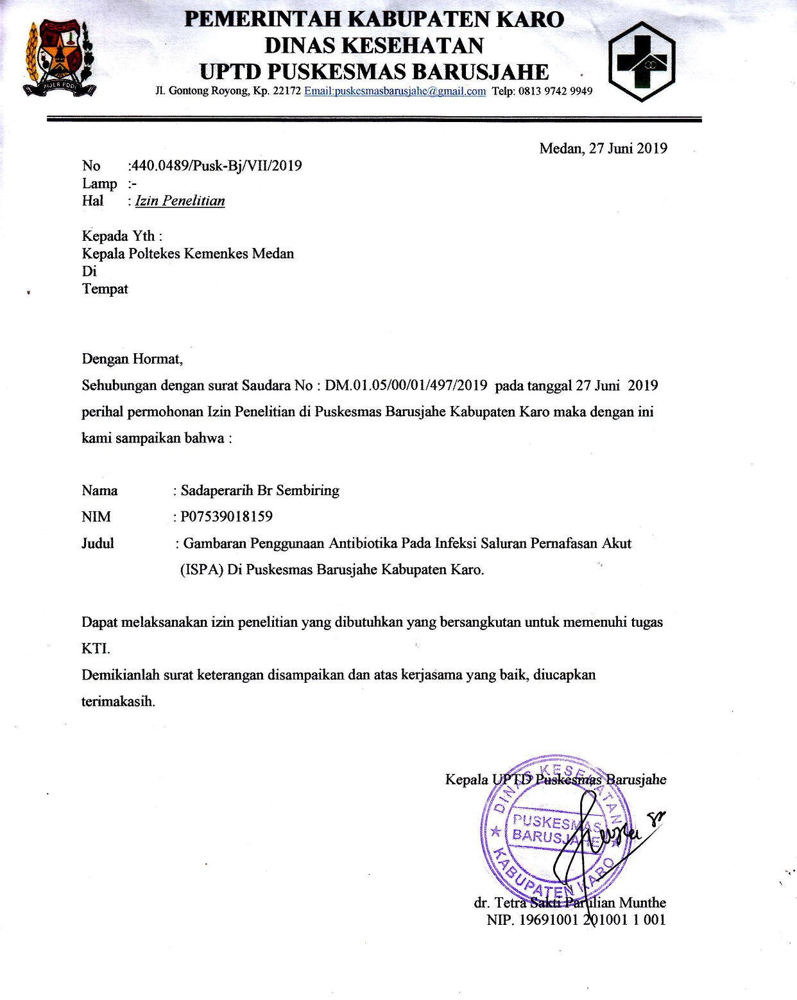 PEMERINTAH KABUPATEN KARO
DINAS KESEHATAN
UPTD PUSKESMAS BARUSJAHE
Jl. Gontong Royong, Kp. 22172 Email:puskesmasbarusjahe@gmail.com Telp: 0813 9742 9949
PIJER PODI
Medan, 27 Juni 2019
No :440.0489/Pusk-Bj/VII/2019
Lamp :-
Hal : Izin Penelitian
Kepada Yth :
Kepala Poltekes Kemenkes Medan
Di
Tempat
Dengan Hormat,
Sehubungan dengan surat Saudara No : DM.01.05/00/01/497/2019 pada tanggal 27 Juni 2019
perihal permohonan Izin Penelitian di Puskesmas Barusjahe Kabupaten Karo maka dengan ini
kami sampaikan bahwa :
Nama : Sadaperarih Br Sembiring
NIM : P07539018159
Judul : Gambaran Penggunaan Antibiotika Pada Infeksi Saluran Pernafasan Akut
(ISPA) Di Puskesmas Barusjahe Kabupaten Karo.
Dapat melaksanakan izin penelitian yang dibutuhkan yang bersangkutan untuk memenuhi tugas
KTI.
Demikianlah surat keterangan disampaikan dan atas kerjasama yang baik, diucapkan
terimakasih.
Kepala UPTD Puskesmas Barusjahe
DINAS KESEHATAN
PUSKESMAS
BARUSJAHE
KABUPATEN KARO
dr. Tetra Sakti Parulian Munthe
NIP. 19691001 201001 1 001